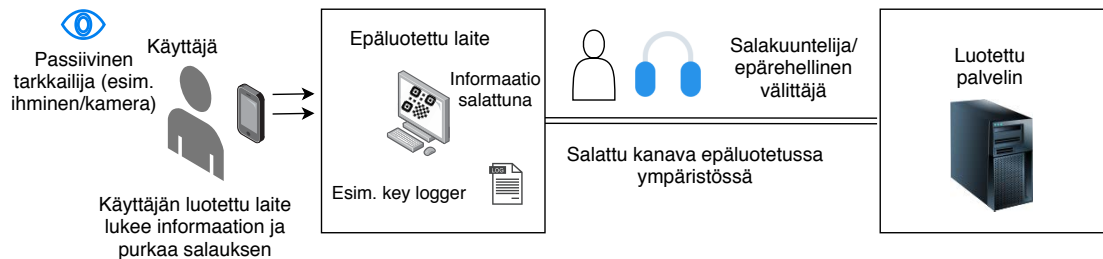 Passiivinen
tarkkailija (esim.
ihminen/kamera)
Käyttäjä
Käyttäjän luotettu laite
lukee informaation ja
purkaa salauksen
Epäluotettu laite
Informaatio
salattuna
Esim. key logger
LOG
Salakuuntelija/
epärehellinen
välittäjä
Salattu kanava epäluotetussa
ympäristössä
Luotettu
palvelin